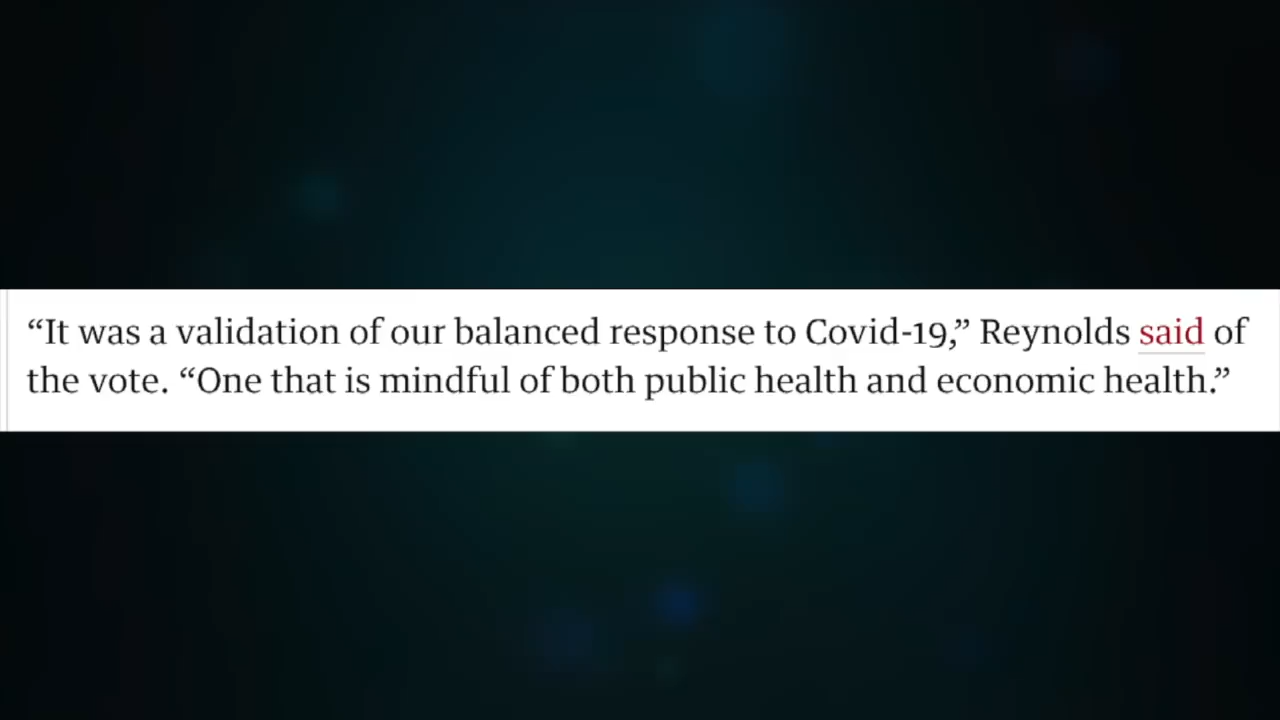 “It was a validation of our balanced response to Covid-19,” Reynolds said of
the vote. “One that is mindful of both public health and economic health.”